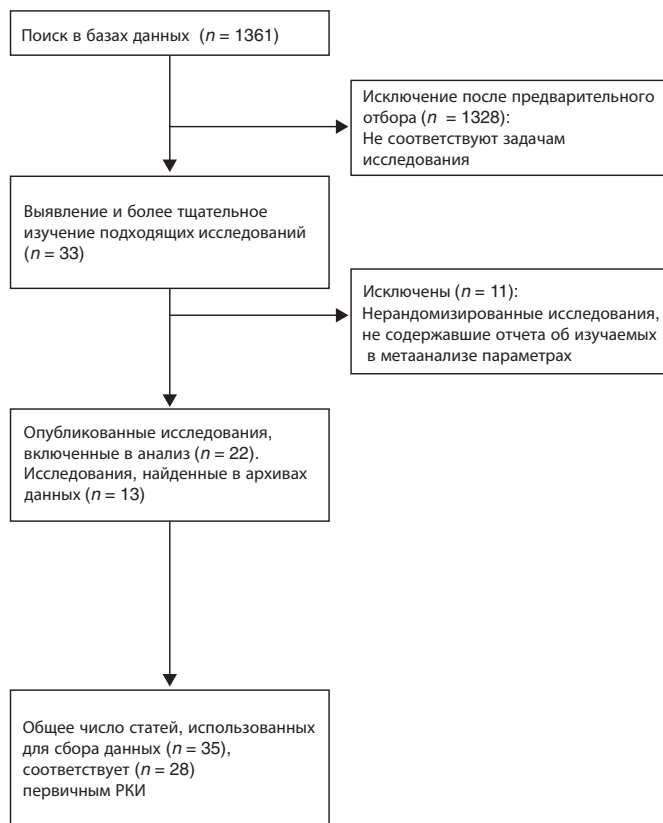 Поиск в базах данных (n = 1361)
Исключение после предварительного
отбора (n = 1328):
Не соответствуют задачам
исследования
Выявление и более тщательное
изучение подходящих исследований
(n = 33)
Исключены (n = 11):
Нерандомизированные исследования,
не содержавшие отчета об изучаемых
в метаанализе параметрах
Опубликованные исследования,
включенные в анализ (n = 22).
Исследования, найденные в архивах
данных (n = 13)
Общее число статей, использованных
для сбора данных (n = 35),
соответствует (n = 28)
первичным РКИ